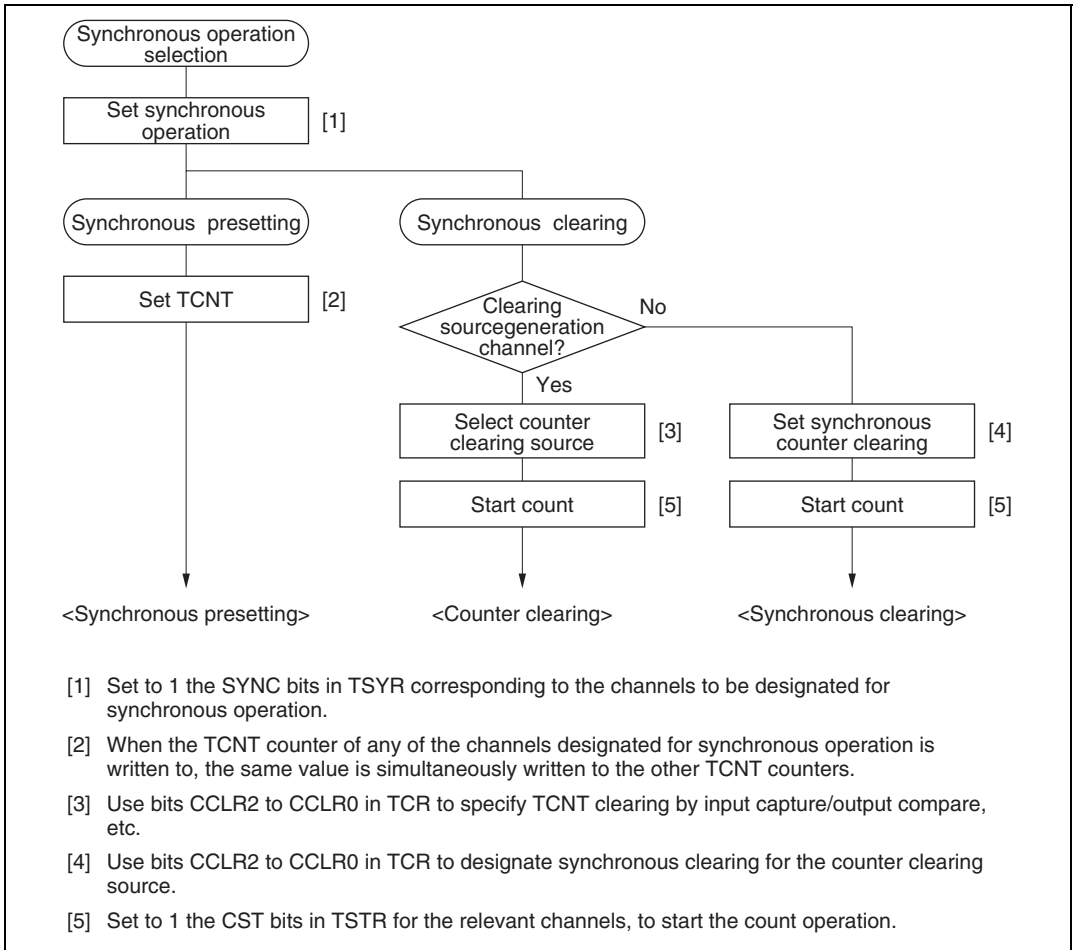 Synchronous operation
selection
Set synchronous
operation
[1]
Synchronous presetting
Synchronous clearing
Set TCNT
[2]
Clearing
sourcegeneration
channel?
No
Yes
Select counter
clearing source
[3]
Set synchronous
counter clearing
[4]
Start count
[5]
Start count
[5]
<Synchronous presetting>
<Counter clearing>
<Synchronous clearing>
[1] Set to 1 the SYNC bits in TSYR corresponding to the channels to be designated for
synchronous operation.
[2] When the TCNT counter of any of the channels designated for synchronous operation is
written to, the same value is simultaneously written to the other TCNT counters.
[3] Use bits CCLR2 to CCLR0 in TCR to specify TCNT clearing by input capture/output compare,
etc.
[4] Use bits CCLR2 to CCLR0 in TCR to designate synchronous clearing for the counter clearing
source.
[5] Set to 1 the CST bits in TSTR for the relevant channels, to start the count operation.